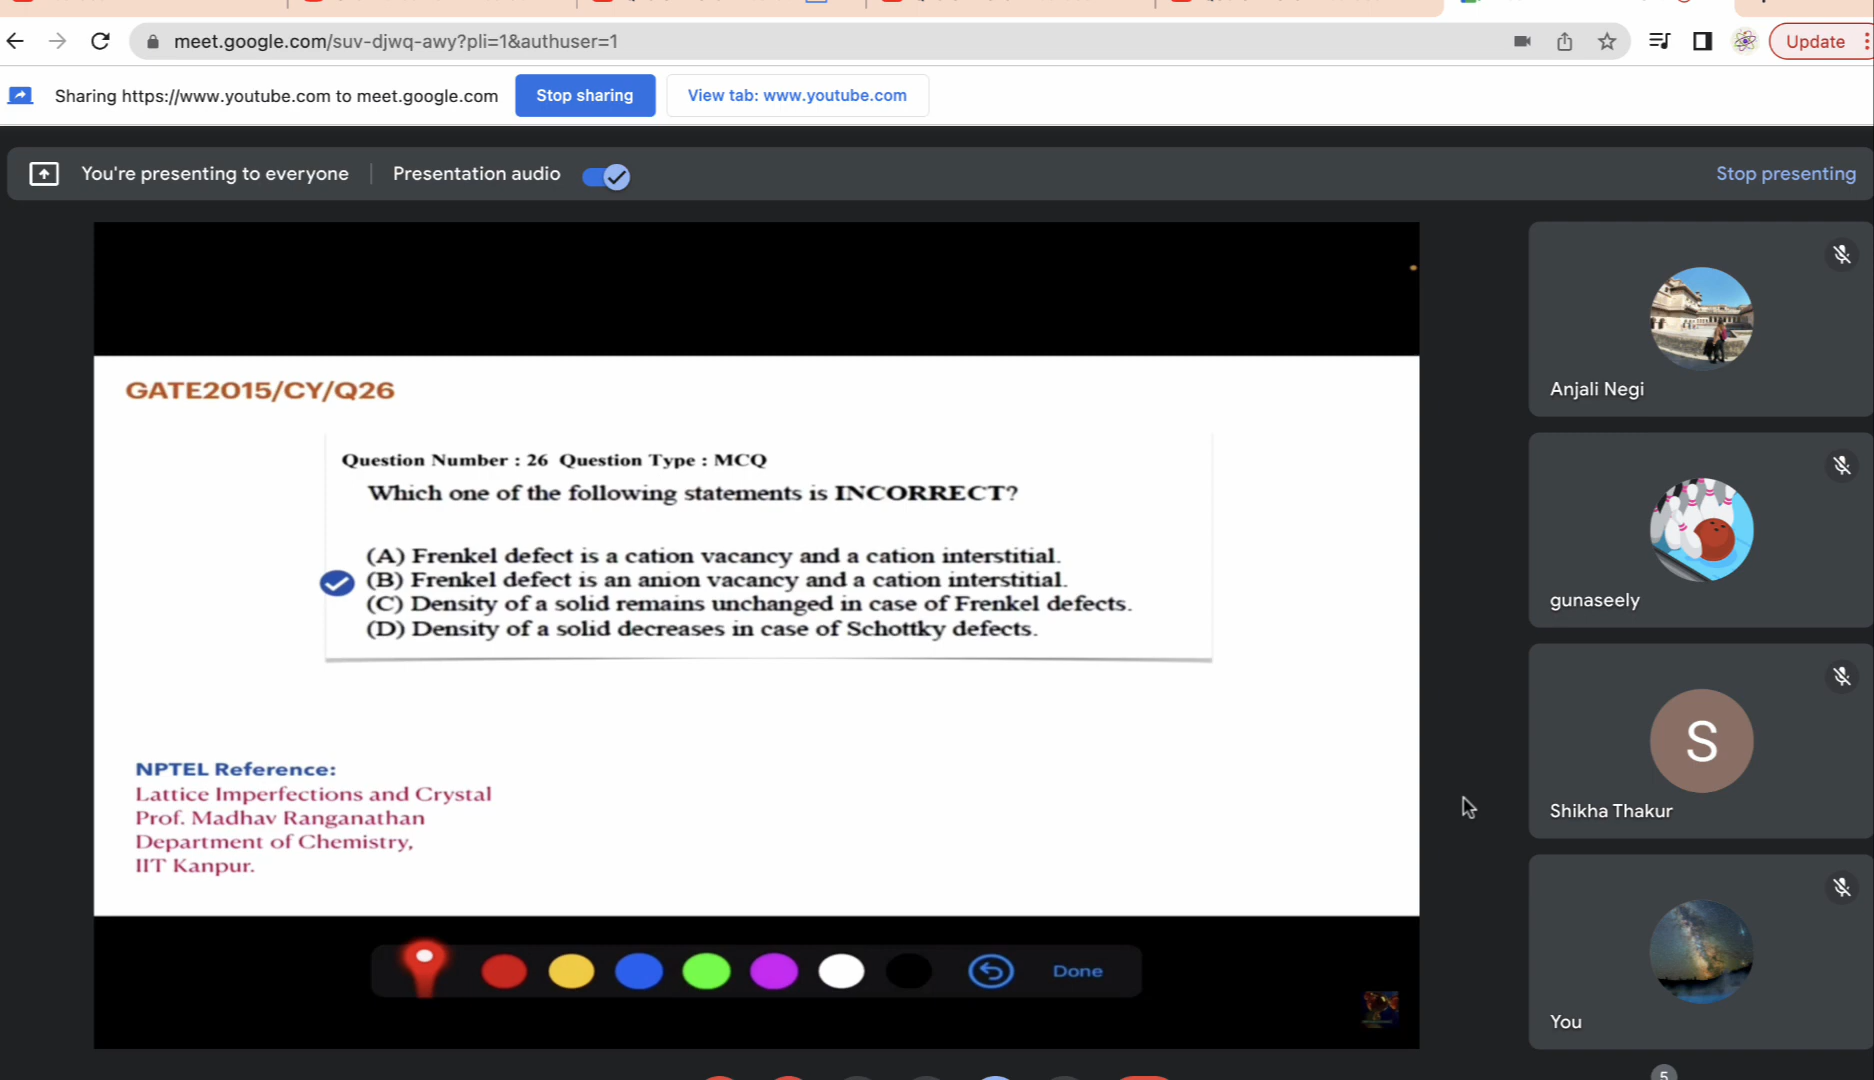 meet.google.com/suv-djwq-awy?pli=1&authuser=1
Update
Sharing https://www.youtube.com to meet.google.com
Stop sharing
View tab: www.youtube.com
You're presenting to everyone
Presentation audio
Stop presenting
GATE2015/CY/Q26
Question Number : 26 Question Type : MCQ
Which one of the following statements is INCORRECT?
(A) Frenkel defect is a cation vacancy and a cation interstitial.
(B) Frenkel defect is an anion vacancy and a cation interstitial.
(C) Density of a solid remains unchanged in case of Frenkel defects.
(D) Density of a solid decreases in case of Schottky defects.
NPTEL Reference:
Lattice Imperfections and Crystal
Prof. Madhav Ranganathan
Department of Chemistry,
IIT Kanpur.
Done
Anjali Negi
gunaseely
S
Shikha Thakur
You
5